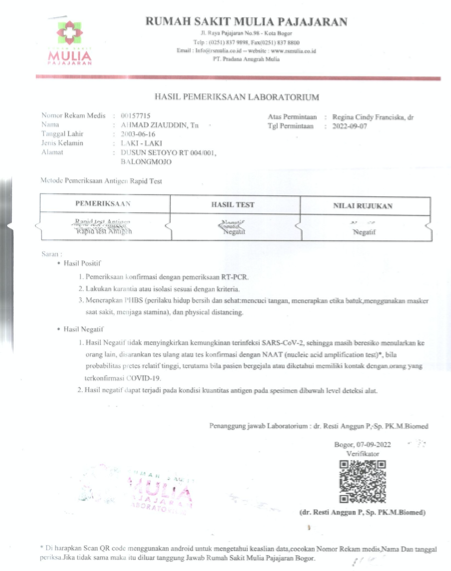 RUMAH SAKIT MULIA PAJAJARAN
Jl. Raya Pajajaran No.98 - Kota Bogor
Telp : (0251) 837 9898, Fax(0251) 837 8800
Email : Info@rsmulia.co.id – website : www.rsmulia.co.id
PT. Pradana Anugrah Mulia
MULIA
PAJAJARAN
HASIL PEMERIKSAAN LABORATORIUM
Nomor Rekam Medis : 00157715
Nama : AHMAD ZIAUDDIN, Tn
Tanggal Lahir : 2003-06-16
Jenis Kelamin : LAKI - LAKI
Alamat : DUSUN SETOYO RT 004/001,
BALONGMOJO
Atas Permintaan : Regina Cindy Franciska, dr
Tgl Permintaan : 2022-09-07
Metode Pemeriksaan Antigen Rapid Test
PEMERIKSAAN HASIL TEST NILAI RUJUKAN
Rapid test Antigen Negatif Negatif
Saran :
• Hasil Positif
1. Pemeriksaan konfirmasi dengan pemeriksaan RT-PCR.
2. Lakukan karantia atau isolasi sesuai dengan kriteria.
3. Menerapkan PHBS (perilaku hidup bersih dan sehat:mencuci tangan, menerapkan etika batuk,menggunakan masker
saat sakit, menjaga stamina), dan physical distancing.
• Hasil Negatif
1. Hasil Negatif tidak menyingkirkan kemungkinan terinfeksi SARS-CoV-2, sehingga masih beresiko menularkan ke
orang lain, disarankan tes ulang atau tes konfirmasi dengan NAAT (nucleic acid amplification test)*, bila
probabilitas pretes relatif tinggi, terutama bila pasien bergejala atau diketahui memiliki kontak dengan orang yang
terkonfirmasi COVID-19.
2. Hasil negatif dapat terjadi pada kondisi kuantitas antigen pada spesimen dibawah level deteksi alat.
Penanggung jawab Laboratorium : dr. Resti Anggun P, Sp. PK.M.Biomed
Bogor, 07-09-2022
Verifikator
MULIA
PAJAJARAN
LABORATORIUM
(dr. Resti Anggun P, Sp. PK.M.Biomed)
* Di harapkan Scan QR code menggunakan android untuk mengetahui keaslian data,cocokan Nomor Rekam medis,Nama Dan tanggal
periksa.Jika tidak sama maka itu diluar tanggung Jawab Rumah Sakit Mulia Pajajaran Bogor.